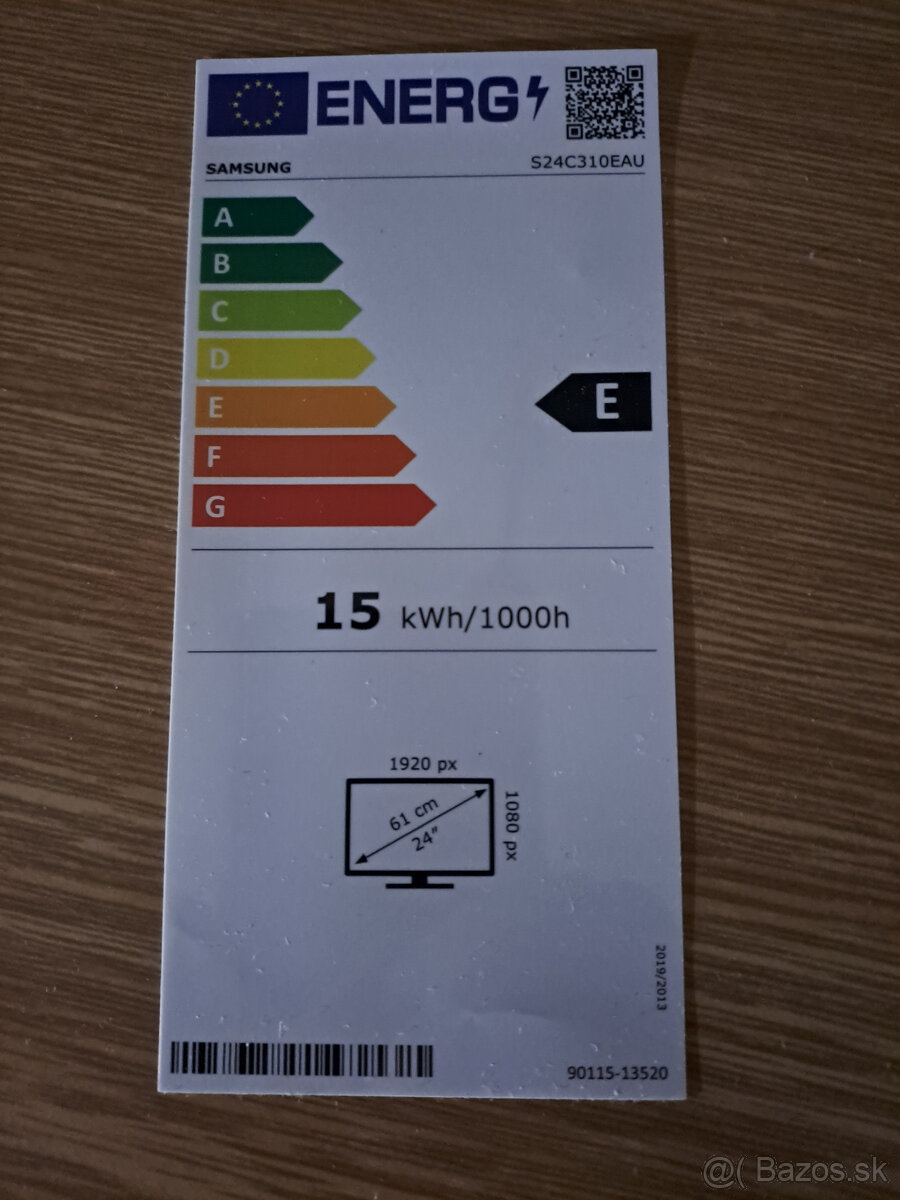 ENERG
SAMSUNG
S24C310EAU
A
B
C
D
E
E
F
G
15 kWh/1000h
1920 px
1080 px
61 cm
24"
2019/2013
90115-13520
@( Bazos.sk